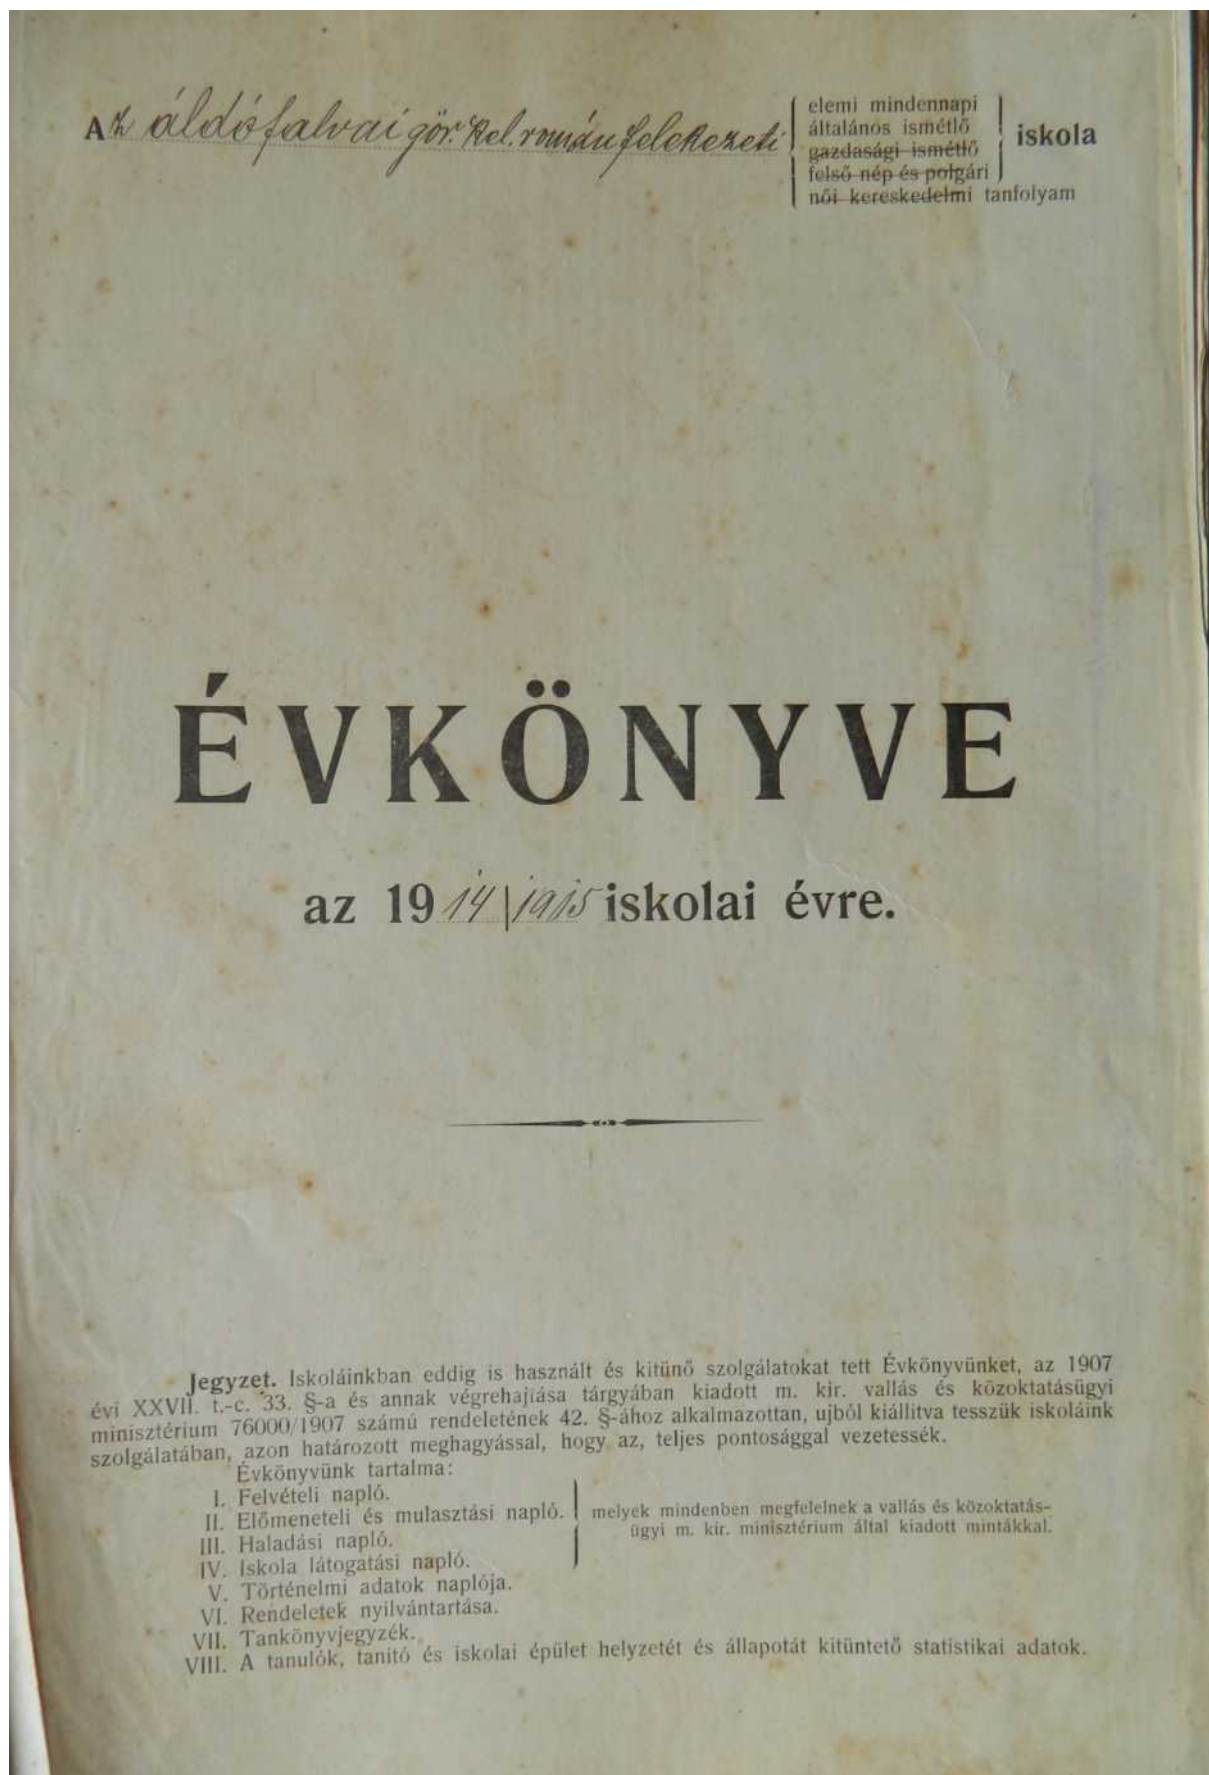 Az áldófalvai gör. kel. román felekezeti
elemi mindennapi
általános ismétlő
gazdasági ismétlő
felső nép és polgári
iskola
női kereskedelmi tanfolyam
ÉVKÖNYVE
az 1914/1915 iskolai évre.
Jegyzet. Iskoláinkban eddig is használt és kitünő szolgálatokat tett Évkönyvünket, az 1907
évi XXVII. t.-c. 33. §-a és annak végrehajtása tárgyában kiadott m. kir. vallás és közoktatásügyi
minisztérium 76000/1907 számú rendeletének 42. §-ához alkalmazottan, ujból kiállitva tesszük iskoláink
szolgálatában, azon határozott meghagyással, hogy az, teljes pontosággal vezetessék.
Évkönyvünk tartalma:
I. Felvételi napló.
II. Előmeneteli és mulasztási napló.
III. Haladási napló.
IV. Iskola látogatási napló.
melyek mindenben megfelelnek a vallás és közoktatás-
ügyi m. kir. minisztérium által kiadott mintákkal.
V. Történelmi adatok naplója.
VI. Rendeletek nyilvántartása.
VII. Tankönyvjegyzék.
VIII. A tanulók, tanitó és iskolai épület helyzetét és állapotát kitüntető statistikai adatok.